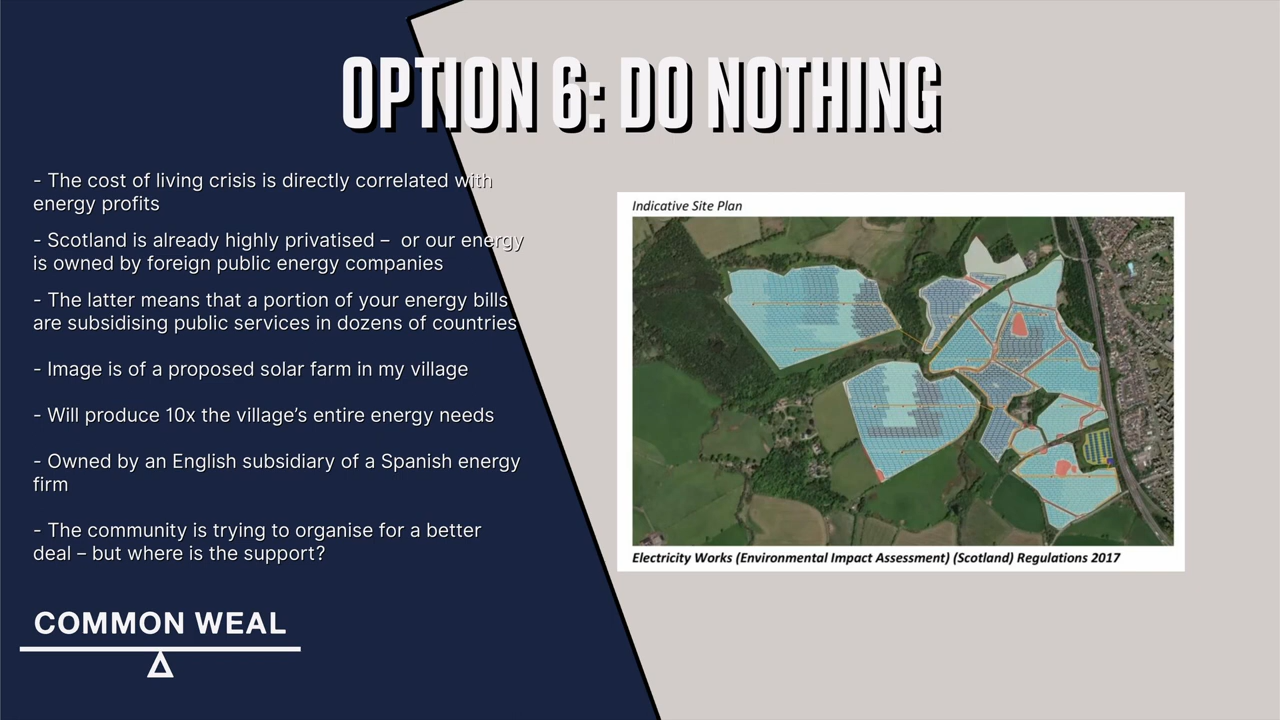 OPTION 6: DO NOTHING
- The cost of living crisis is directly correlated with
energy profits
- Scotland is already highly privatised –  or our energy
is owned by foreign public energy companies
- The latter means that a portion of your energy bills
are subsidising public services in dozens of countries
- Image is of a proposed solar farm in my village
- Will produce 10x the village’s entire energy needs
- Owned by an English subsidiary of a Spanish energy
firm
- The community is trying to organise for a better
deal – but where is the support?
COMMON WEAL
Indicative Site Plan
Electricity Works (Environmental Impact Assessment) (Scotland) Regulations 2017